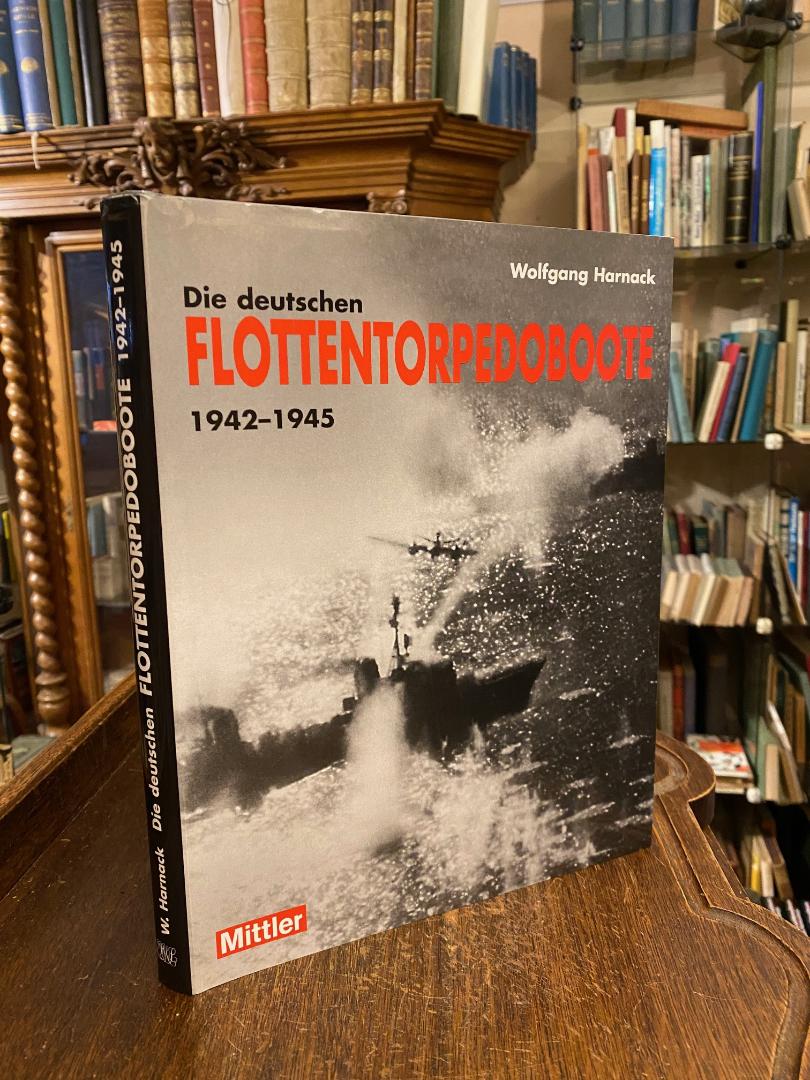 Wolfgang Harnack
Die deutschen
FLOTTENTORPEDOBOOTE
1942–1945
Mittler
W. Harnack Die deutschen FLOTTENTORPEDOBOOTE 1942–1945